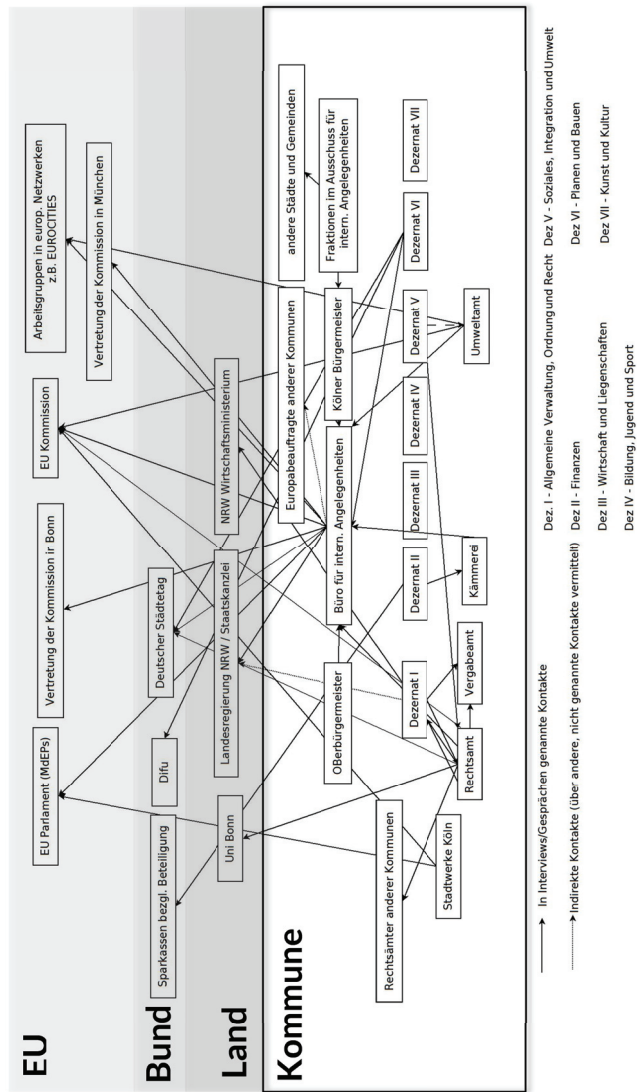 EU
EU Parlament (MdEPs)
Vertretung der Kommission ir Bonn
EU Kommission
Arbeitsgruppen in europ. Netzwerken
z.B. EUROCITIES
Vertretung der Kommission in München
Bund
Sparkassen bezgl. Beteiligung
Difu
Deutscher Städtetag
Land
Uni Bonn
Landesregierung NRW / Staatskanzlei
NRW Wirtschaftsministerium
Kommune
Europabeauftragte anderer Kommunen
andere Städte und Gemeinden
OBerbürgermeister
Büro für intern. Angelegenheiten
Kölner Bürgermeisler
Fraktionen im Ausschuss für
intern. Angelegenheiten
Rechtsämter anderer Kommunen
Dezernat I
Dezernat II
Dezernat III
Dezernat IV
Dezernat V
Dezernat VI
Dezernat VII
Stadtwerke Köln
Rechtsamt
Vergabeamt
Kämmerei
Umweltamt
In Interviews/Gesprächen genannte Kontakte
Indirekte Kontakte (über andere, nicht genannte Kontakte vermittelt)
Dez. I - Allgemeine Verwaltung, Ordnung und Recht
Dez II - Finanzen
Dez III - Wirtschaft und Liegenschaften
Dez IV - Bildung, Jugend und Sport
Dez V - Soziales, Integration und Umwelt
Dez VI - Planen und Bauen
Dez VII - Kunst und Kultur